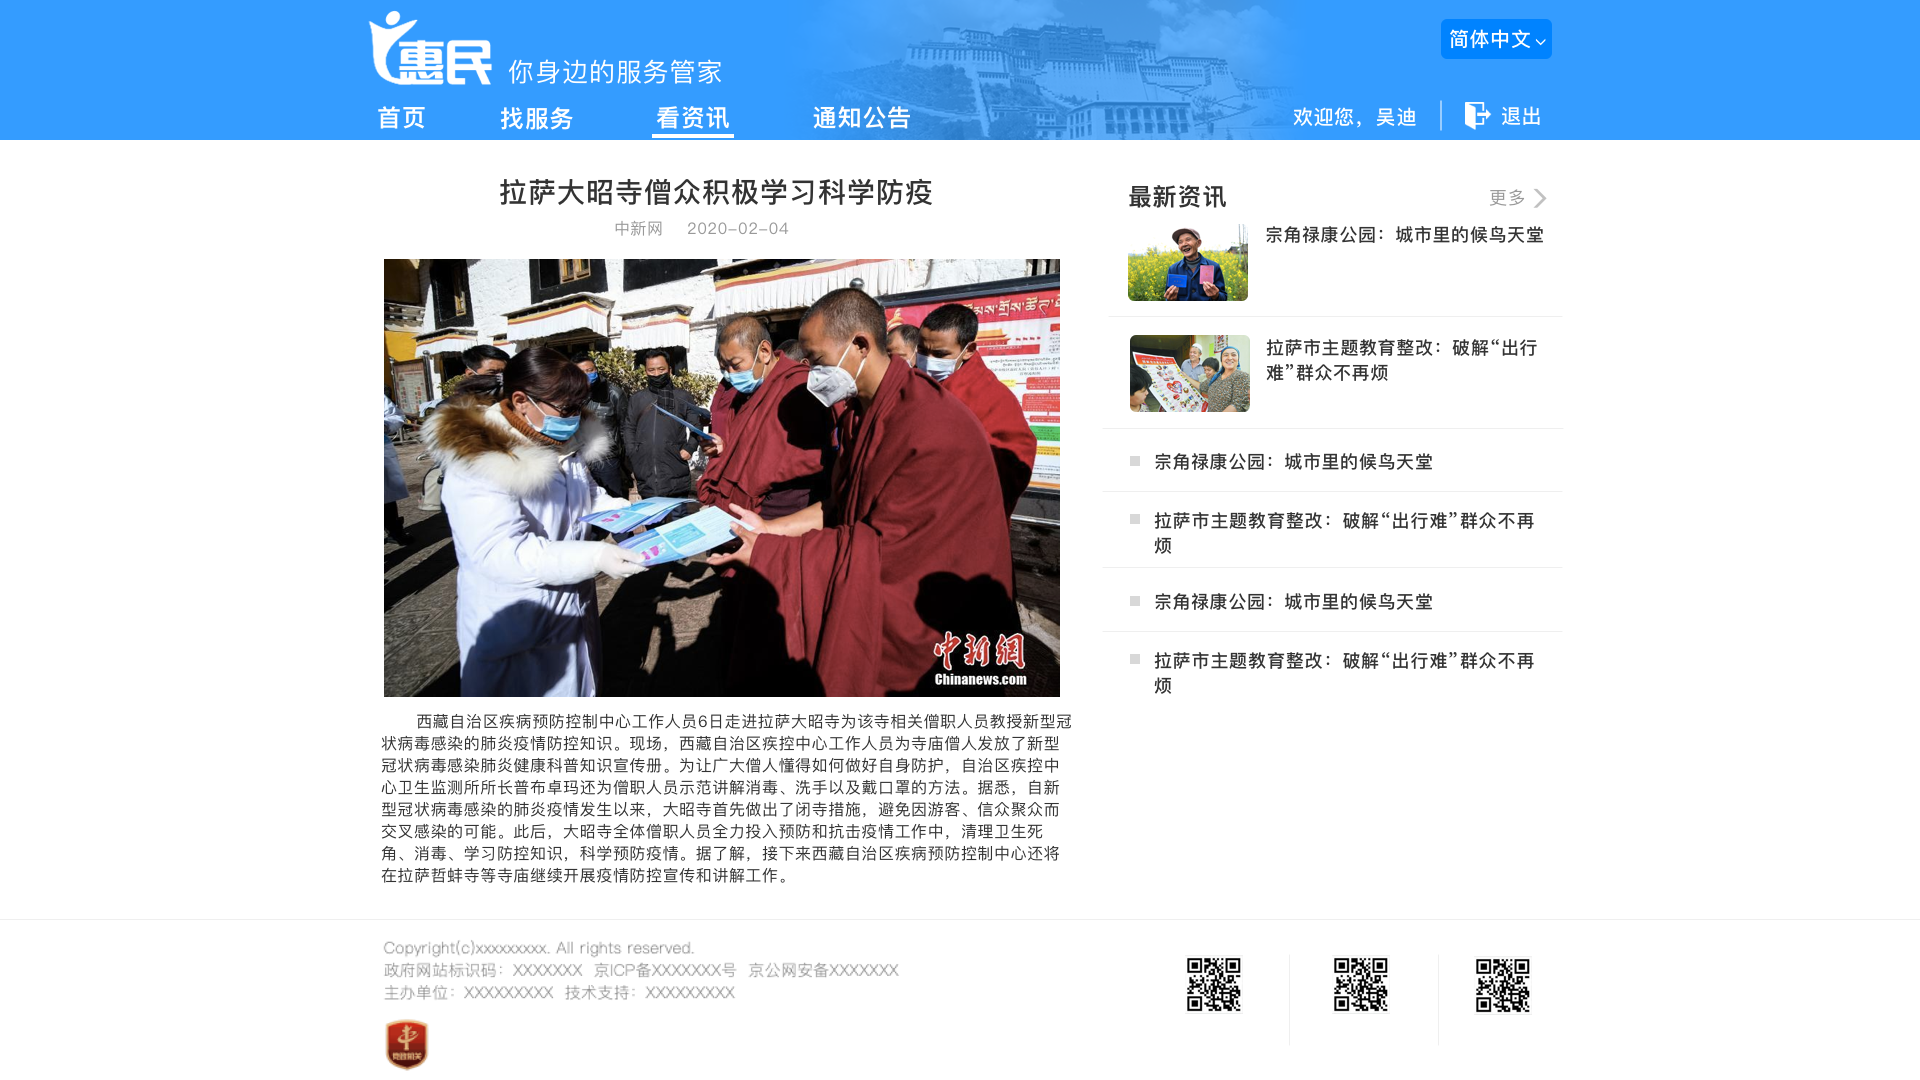 惠民
你身边的服务管家
简体中文
首页
找服务
看资讯
通知公告
欢迎您，吴迪
退出
拉萨大昭寺僧众积极学习科学防疫
中新网 2020-02-04
中新網
Chinanews.com
西藏自治区疾病预防控制中心工作人员6日走进拉萨大昭寺为该寺相关僧职人员教授新型冠
状病毒感染的肺炎疫情防控知识。现场，西藏自治区疾控中心工作人员为寺庙僧人发放了新型
冠状病毒感染肺炎健康科普知识宣传册。为让广大僧人懂得如何做好自身防护，自治区疾控中
心卫生监测所所长普布卓玛还为僧职人员示范讲解消毒、洗手以及戴口罩的方法。据悉，自新
型冠状病毒感染的肺炎疫情发生以来，大昭寺首先做出了闭寺措施，避免因游客、信众聚众而
交叉感染的可能。此后，大昭寺全体僧职人员全力投入预防和抗击疫情工作中，清理卫生死
角、消毒、学习防控知识，科学预防疫情。据了解，接下来西藏自治区疾病预防控制中心还将
在拉萨哲蚌寺等寺庙继续开展疫情防控宣传和讲解工作。
最新资讯
更多
宗角禄康公园：城市里的候鸟天堂
拉萨市主题教育整改：破解“出行
难”群众不再烦
宗角禄康公园：城市里的候鸟天堂
拉萨市主题教育整改：破解“出行难”群众不再
烦
宗角禄康公园：城市里的候鸟天堂
拉萨市主题教育整改：破解“出行难”群众不再
烦
Copyright(c)xxxxxxxxx. All rights reserved.
政府网站标识码：XXXXXXX 京ICP备XXXXXXX号 京公网安备XXXXXXX
主办单位：XXXXXXXXX 技术支持：XXXXXXXXX
党政机关